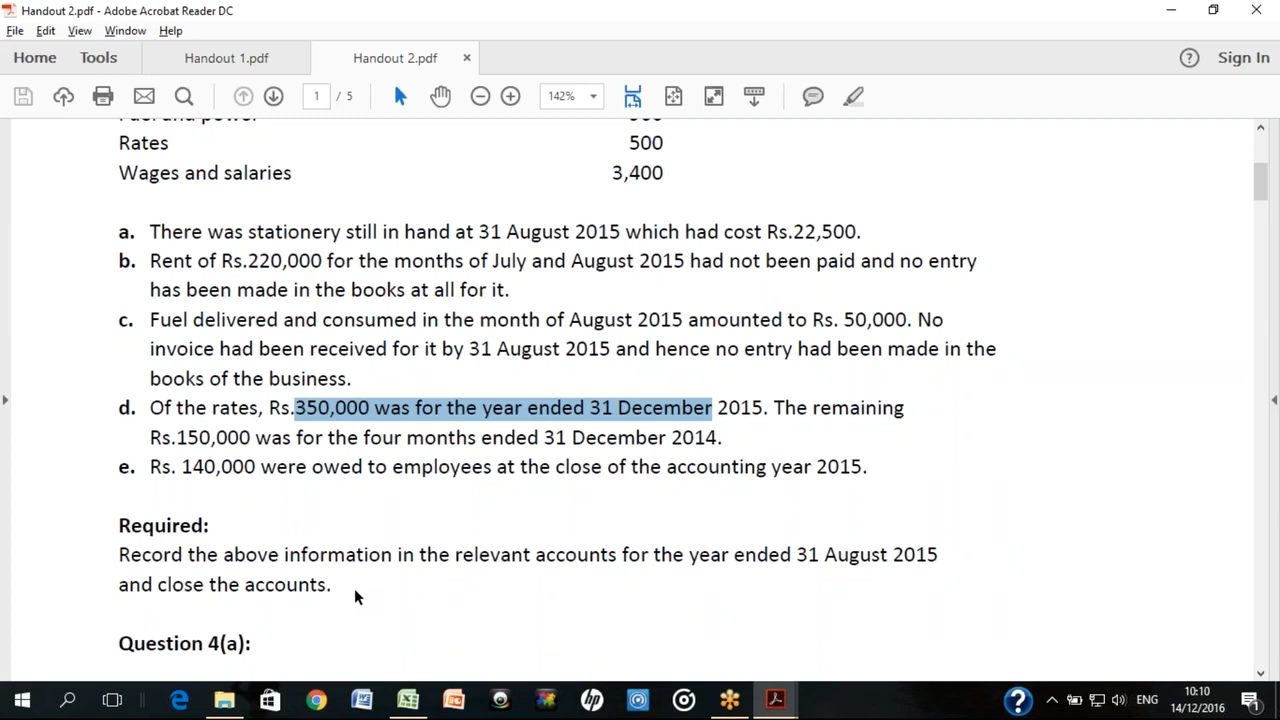 Handout 2.pdf - Adobe Acrobat Reader DC
File Edit View Window Help
Home Tools Handout 1.pdf Handout 2.pdf × ? Sign In
1 / 5 142%
Fuel and power
Rates 500
Wages and salaries 3,400
a. There was stationery still in hand at 31 August 2015 which had cost Rs.22,500.
b. Rent of Rs.220,000 for the months of July and August 2015 had not been paid and no entry
has been made in the books at all for it.
c. Fuel delivered and consumed in the month of August 2015 amounted to Rs. 50,000. No
invoice had been received for it by 31 August 2015 and hence no entry had been made in the
books of the business.
d. Of the rates, Rs.350,000 was for the year ended 31 December 2015. The remaining
Rs.150,000 was for the four months ended 31 December 2014.
e. Rs. 140,000 were owed to employees at the close of the accounting year 2015.
Required:
Record the above information in the relevant accounts for the year ended 31 August 2015
and close the accounts.
Question 4(a):
hp ? ENG 10:10
14/12/2016 1